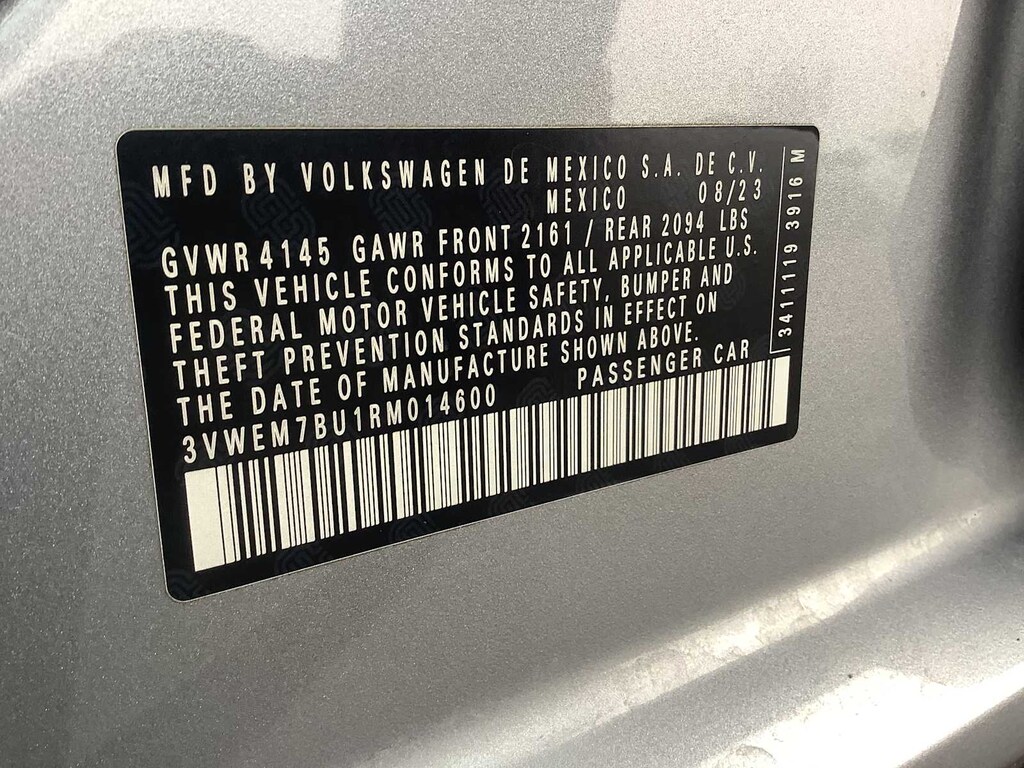 MFD BY VOLKSWAGEN DE MEXICO S.A. DE C.V.
MEXICO 08/23
GVWR 4145 GAWR FRONT 2161 / REAR 2094 LBS
THIS VEHICLE CONFORMS TO ALL APPLICABLE U.S.
FEDERAL MOTOR VEHICLE SAFETY, BUMPER AND
THEFT PREVENTION STANDARDS IN EFFECT ON
THE DATE OF MANUFACTURE SHOWN ABOVE.
3VWEM7BU1RM014600 PASSENGER CAR
3411119 3916 M